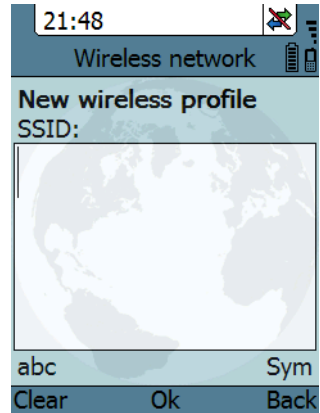 21:48
Wireless network
New wireless profile
SSID:
abc Sym
Clear Ok Back